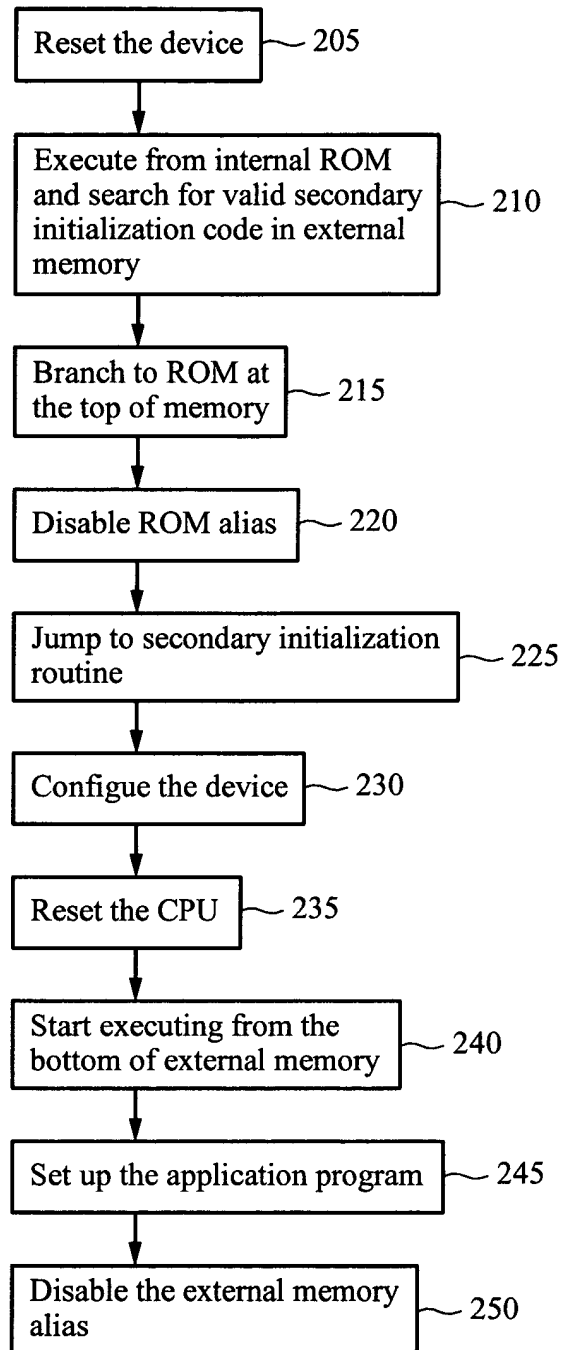 Reset the device
205
Execute from internal ROM
and search for valid secondary
initialization code in external
memory
210
Branch to ROM at
the top of memory
215
Disable ROM alias
220
Jump to secondary initialization
routine
225
Configue the device
230
Reset the CPU
235
Start executing from the
bottom of external memory
240
Set up the application program
245
Disable the external memory
alias
250